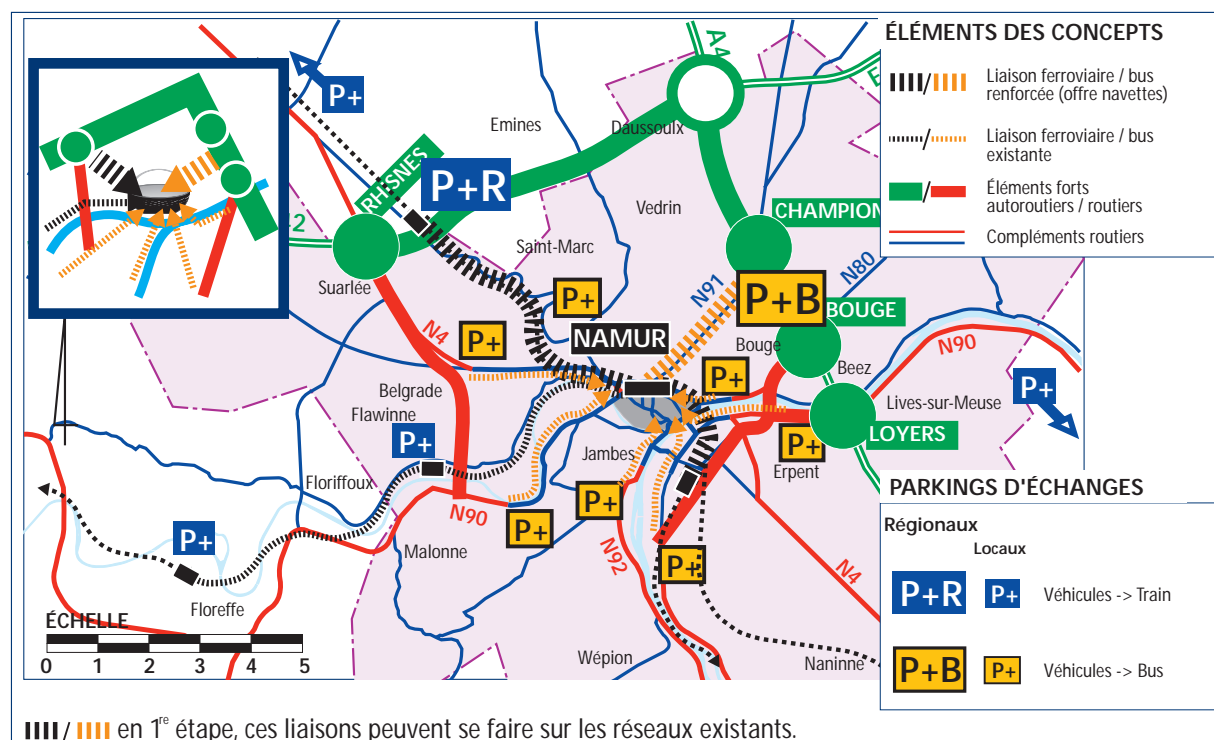 ÉLÉMENTS DES CONCEPTS
Liaison ferroviaire / bus
renforcée (offre navettes)
Liaison ferroviaire / bus
existante
Éléments forts
autoroutiers / routiers
Compléments routiers
A4
P+
Emines
Daussoulx
RHISNES
P+R
Vedrin
CHAMPION
Saint-Marc
Suarlée
N91
N80
P+
P+B
BOUGE
N4
P+
NAMUR
Bouge
N90
Beez
Belgrade
P+
P+
Flawinne
Lives-sur-Meuse
P+
LOYERS
Jambes
P+
Erpent
Floriffoux
P+
N90
P+
P+
Malonne
N92
P+
N4
Floreffe
Wépion
Naninne
ÉCHELLE
0 1 2 3 4 5
PARKINGS D'ÉCHANGES
Régionaux
Locaux
P+R P+ Véhicules -> Train
P+B P+ Véhicules -> Bus
en 1re étape, ces liaisons peuvent se faire sur les réseaux existants.